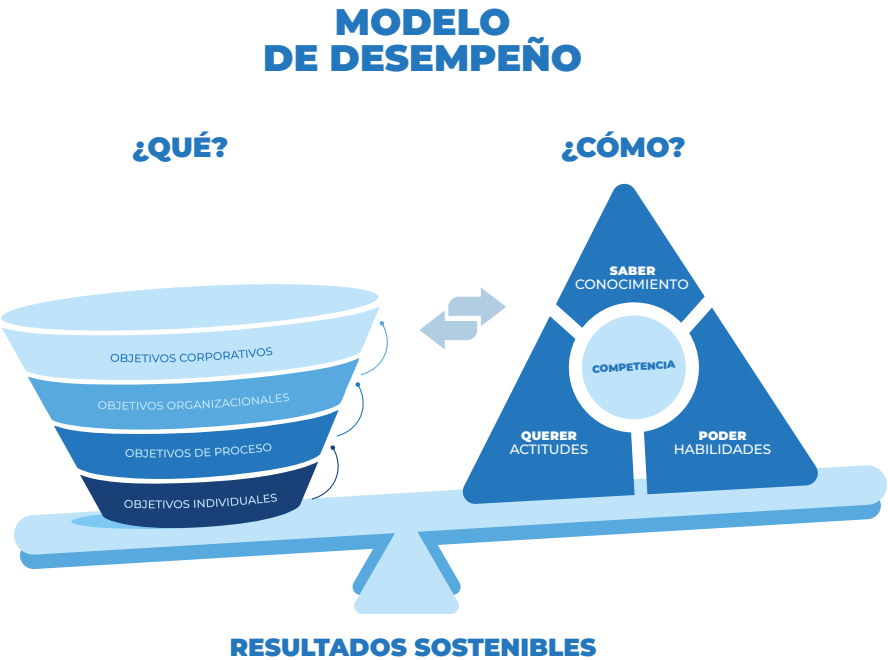 MODELO
DE DESEMPEÑO
¿QUÉ?
¿CÓMO?
OBJETIVOS CORPORATIVOS
OBJETIVOS ORGANIZACIONALES
OBJETIVOS DE PROCESO
OBJETIVOS INDIVIDUALES
SABER
CONOCIMIENTO
COMPETENCIA
QUERER
ACTITUDES
PODER
HABILIDADES
RESULTADOS SOSTENIBLES